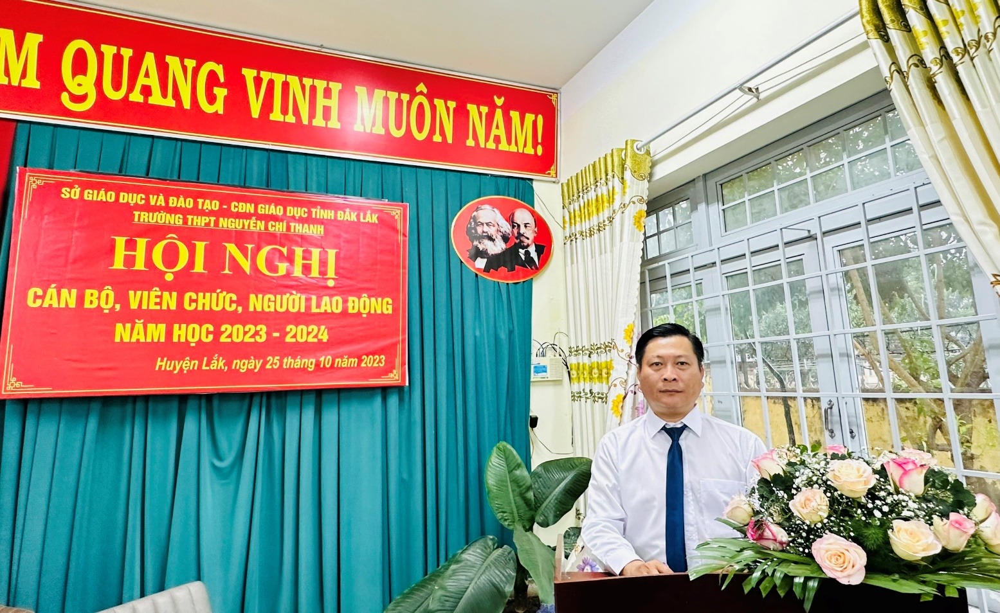 M QUANG VINH MUÔN NĂM!
SỞ GIÁO DỤC VÀ ĐÀO TẠO - CĐN GIÁO DỤC TỈNH ĐẮK LẮK
TRƯỜNG THPT NGUYỄN CHÍ THANH
HỘI NGHỊ
CÁN BỘ, VIÊN CHỨC, NGƯỜI LAO ĐỘNG
NĂM HỌC 2023 - 2024
Huyện Lắk, ngày 25 tháng 10 năm 2023